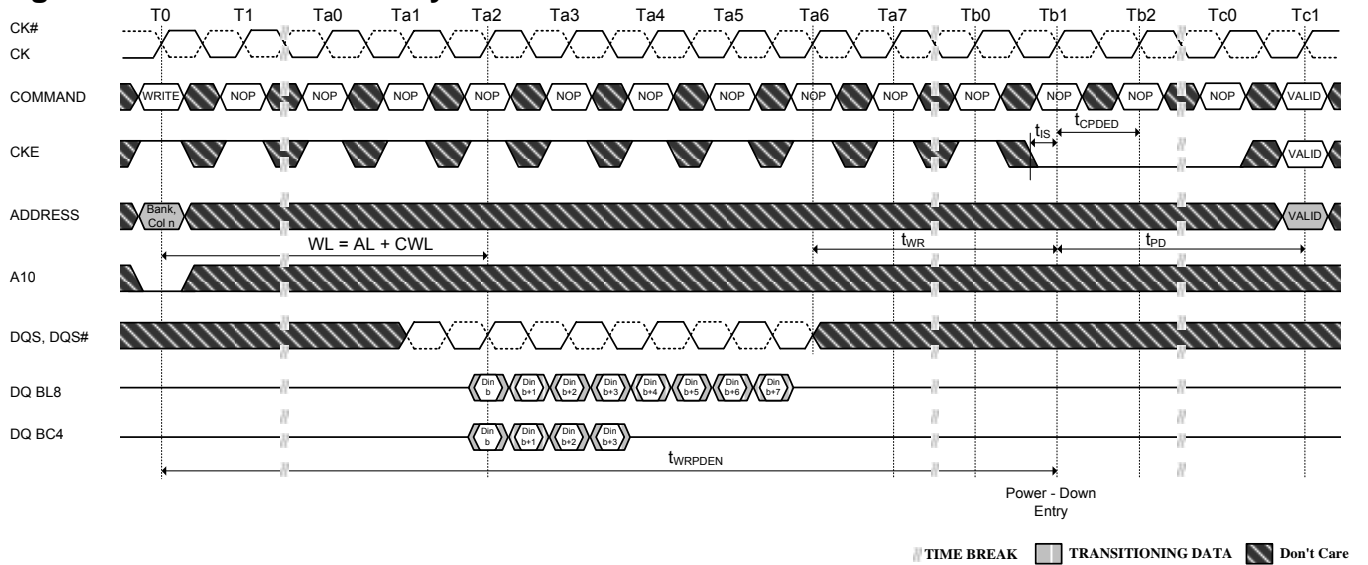 T0 T1 Ta0 Ta1 Ta2 Ta3 Ta4 Ta5 Ta6 Ta7 Tb0 Tb1 Tb2 Tc0 Tc1
CK#
CK
COMMAND WRITE NOP NOP NOP NOP NOP NOP NOP NOP NOP NOP NOP NOP NOP VALID
tIS tCPDED
CKE VALID
ADDRESS Bank, Col n VALID
WL = AL + CWL tWR tPD
A10
DQS, DQS#
DQ BL8 Din b Din b+1 Din b+2 Din b+3 Din b+4 Din b+5 Din b+6 Din b+7
DQ BC4 Din b Din b+1 Din b+2 Din b+3
tWRPDEN
Power - Down
Entry
TIME BREAK TRANSITIONING DATA Don't Care